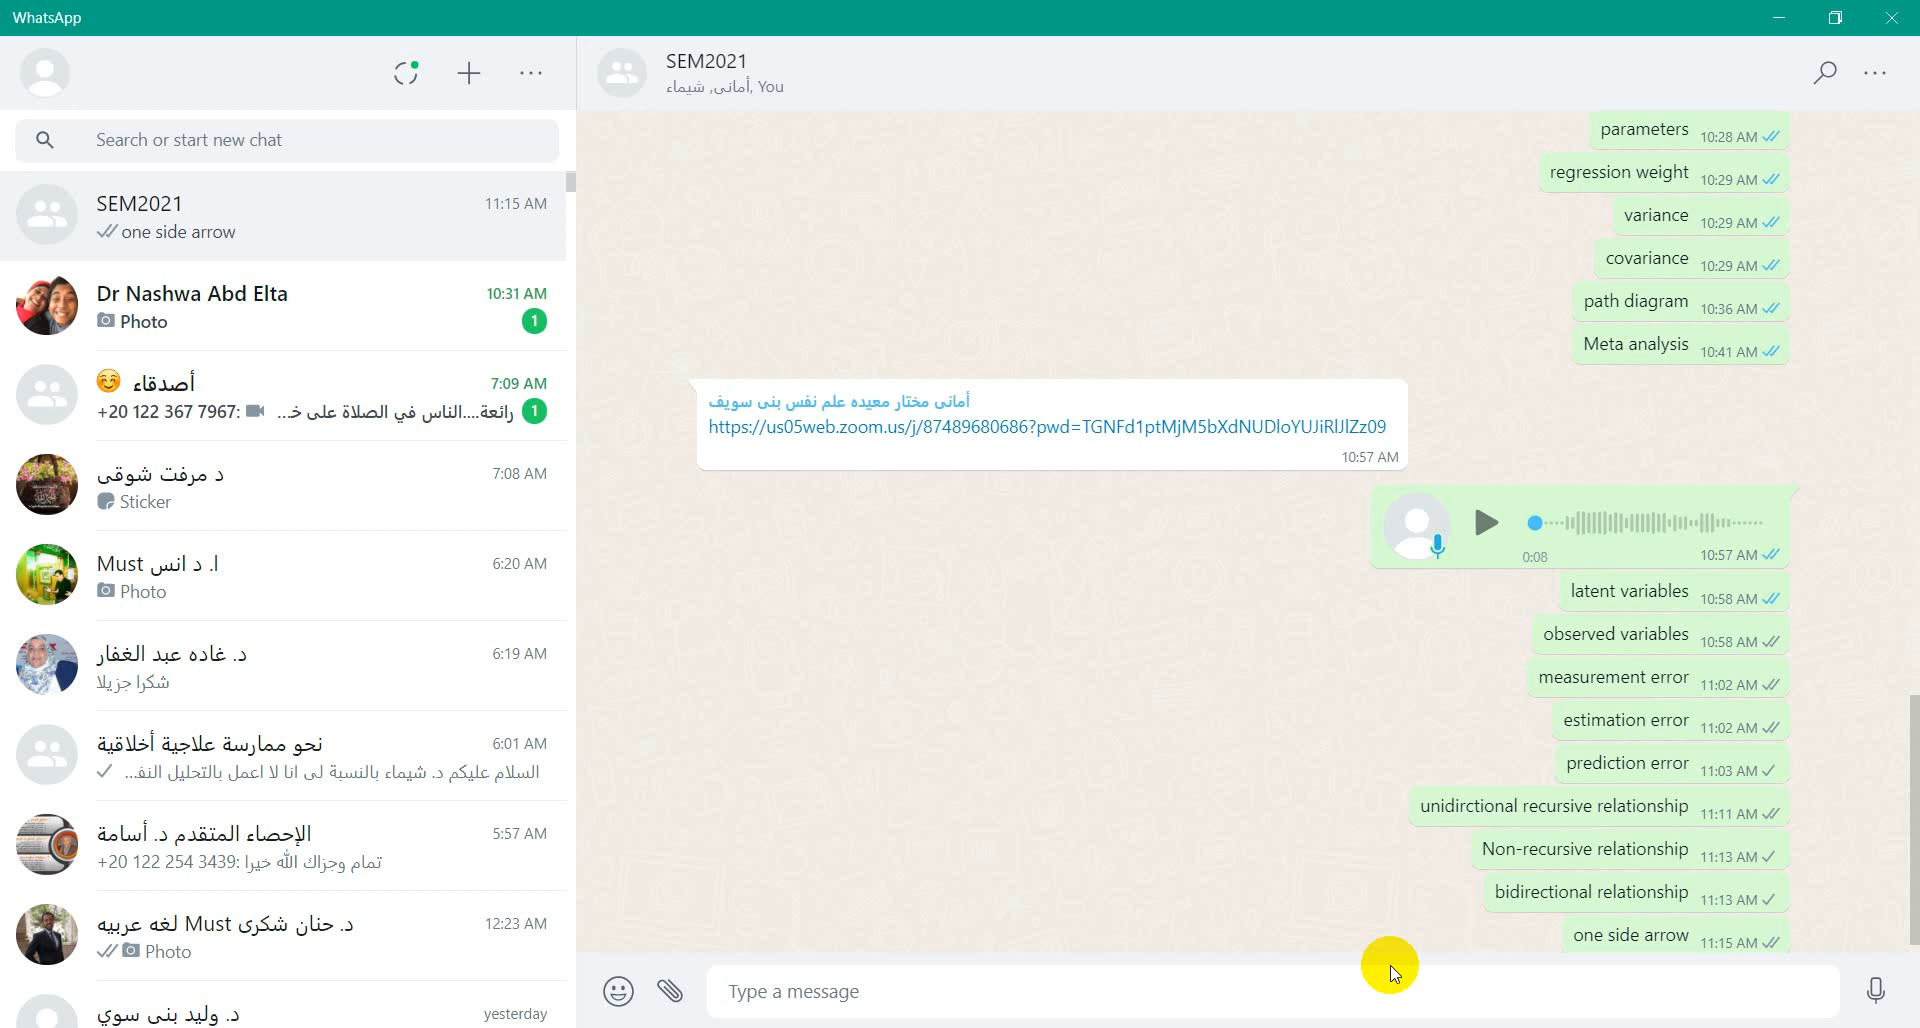 WhatsApp
Search or start new chat
SEM2021
11:15 AM
one side arrow
Dr Nashwa Abd Elta
10:31 AM
Photo
1
أصدقاء 😊
7:09 AM
+20 122 367 7967: رائعة....الناس في الصلاة على خـ...
1
د مرفت شوقى
7:08 AM
Sticker
ا. د انس Must
6:20 AM
Photo
د. غاده عبد الغفار
6:19 AM
شكرا جزيلا
نحو ممارسة علاجية أخلاقية
6:01 AM
السلام عليكم د. شيماء بالنسبة لى انا لا اعمل بالتحليل النفـ...
الإحصاء المتقدم د. أسامة
5:57 AM
+20 122 254 3439: تمام وجزاك الله خيرا
د. حنان شكرى Must لغه عربيه
12:23 AM
Photo
د. وليد بنى سوي
yesterday
SEM2021
أمانى, شيماء, You
parameters 10:28 AM
regression weight 10:29 AM
variance 10:29 AM
covariance 10:29 AM
path diagram 10:36 AM
Meta analysis 10:41 AM
أمانى مختار معيده علم نفس بنى سويف
https://us05web.zoom.us/j/87489680686?pwd=TGNFd1ptMjM5bXdNUDloYUJiRlJlZz09
10:57 AM
0:08
10:57 AM
latent variables 10:58 AM
observed variables 10:58 AM
measurement error 11:02 AM
estimation error 11:02 AM
prediction error 11:03 AM
unidirctional recursive relationship 11:11 AM
Non-recursive relationship 11:13 AM
bidirectional relationship 11:13 AM
one side arrow 11:15 AM
Type a message